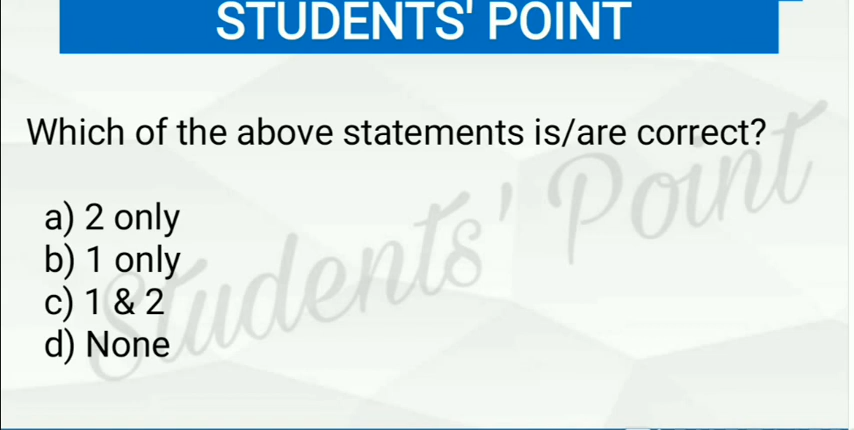 STUDENTS' POINT
Which of the above statements is/are correct?
a) 2 only
b) 1 only
c) 1 & 2
d) None
Students' Point